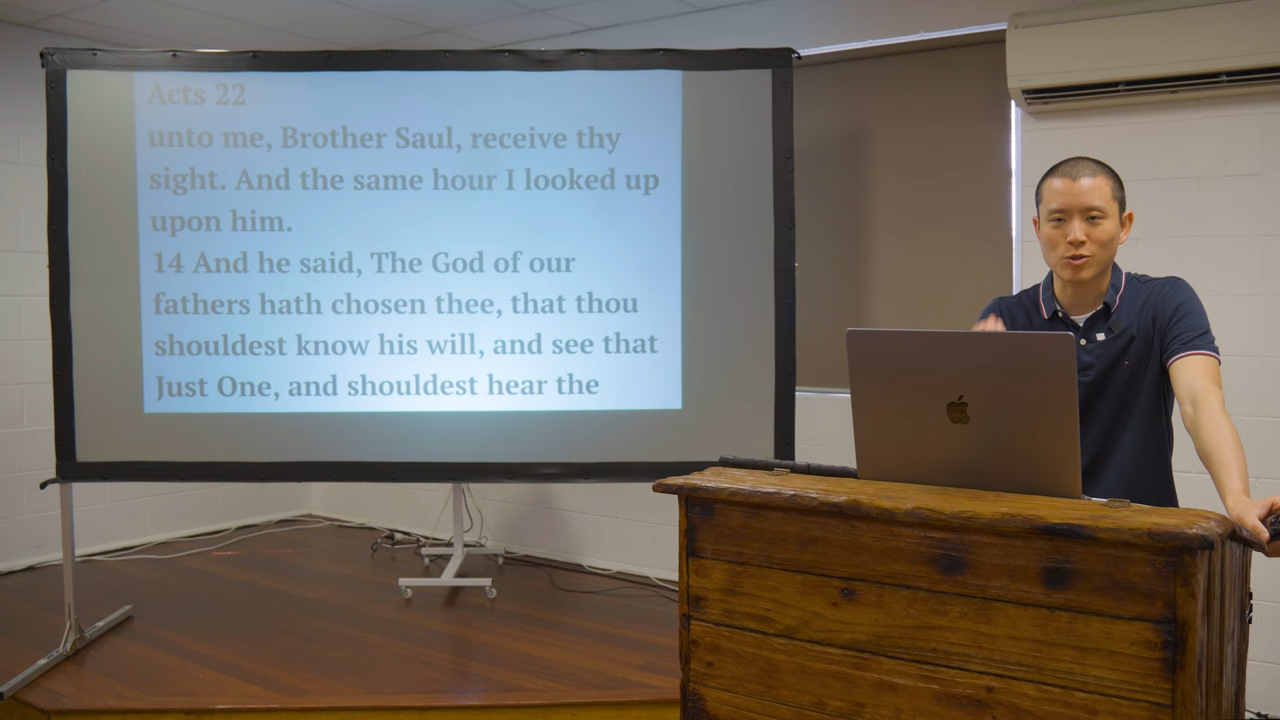 Acts 22
unto me, Brother Saul, receive thy
sight. And the same hour I looked up
upon him.
14 And he said, The God of our
fathers hath chosen thee, that thou
shouldest know his will, and see that
Just One, and shouldest hear the